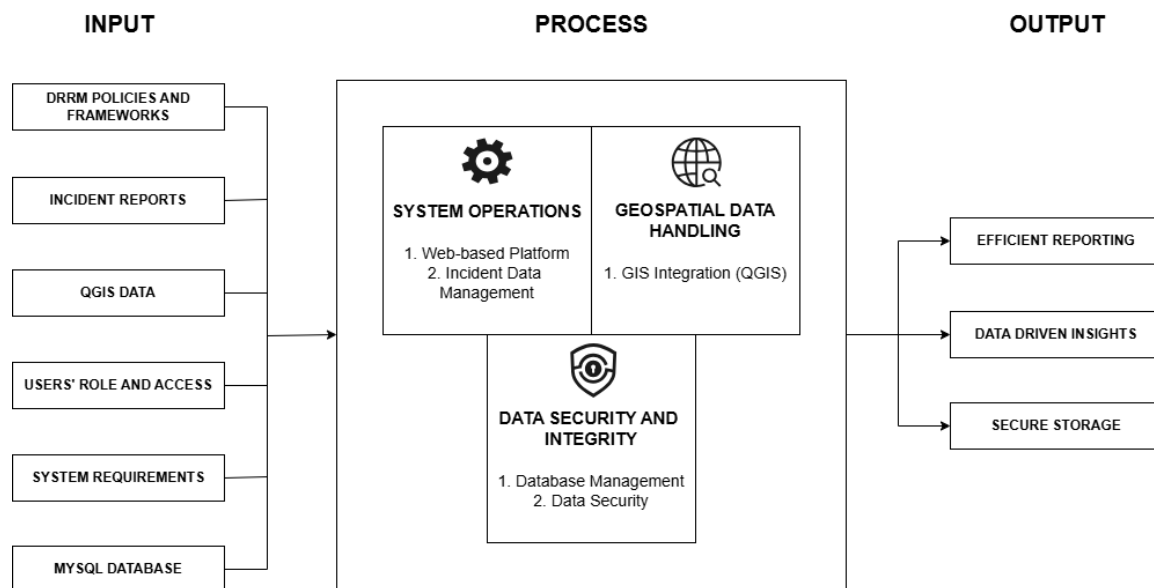 INPUT
PROCESS
OUTPUT
DRRM POLICIES AND
FRAMEWORKS
INCIDENT REPORTS
QGIS DATA
USERS' ROLE AND ACCESS
SYSTEM REQUIREMENTS
MYSQL DATABASE
SYSTEM OPERATIONS
1. Web-based Platform
2. Incident Data
Management
GEOSPATIAL DATA
HANDLING
1. GIS Integration (QGIS)
DATA SECURITY AND
INTEGRITY
1. Database Management
2. Data Security
EFFICIENT REPORTING
DATA DRIVEN INSIGHTS
SECURE STORAGE